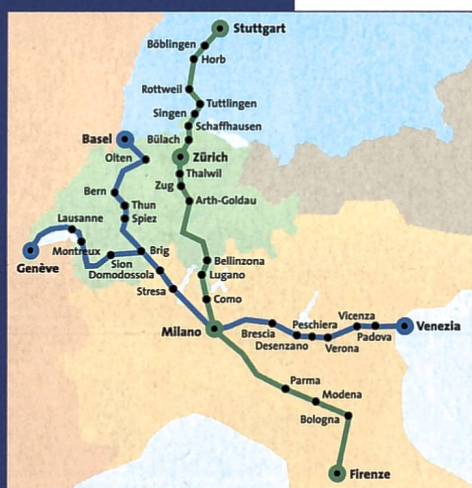 Stuttgart
Böblingen
Horb
Rottweil
Tuttlingen
Singen
Schaffhausen
Basel
Bülach
Olten
Zürich
Thalwil
Zug
Bern
Arth-Goldau
Thun
Lausanne
Spiez
Montreux
Brig
Sion
Genève
Domodossola
Bellinzona
Lugano
Stresa
Como
Milano
Brescia
Desenzano
Peschiera
Verona
Vicenza
Padova
Venezia
Parma
Modena
Bologna
Firenze